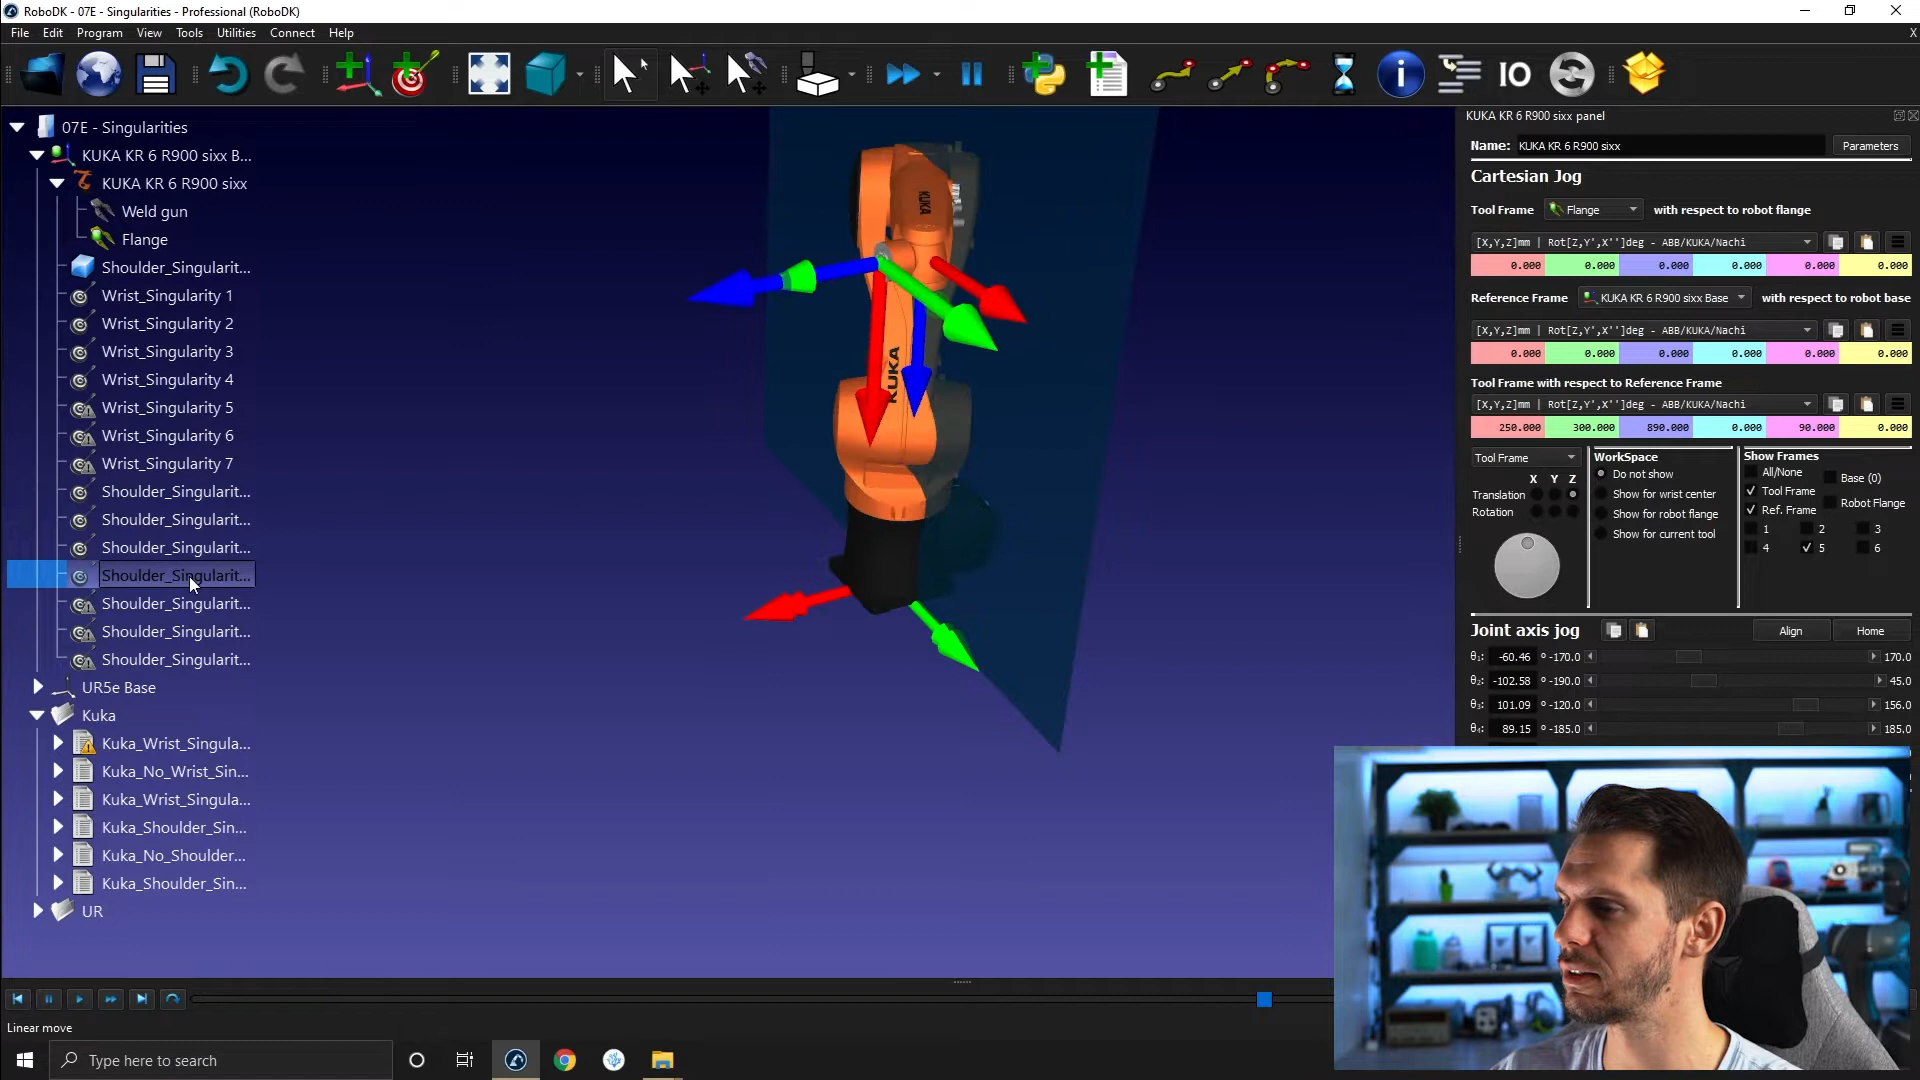 RoboDK - 07E - Singularities - Professional (RoboDK)
File Edit Program View Tools Utilities Connect Help
X
IO
07E - Singularities
KUKA KR 6 R900 sixx B...
KUKA KR 6 R900 sixx
Weld gun
Flange
Shoulder_Singularit...
Wrist_Singularity 1
Wrist_Singularity 2
Wrist_Singularity 3
Wrist_Singularity 4
Wrist_Singularity 5
Wrist_Singularity 6
Wrist_Singularity 7
Shoulder_Singularit...
Shoulder_Singularit...
Shoulder_Singularit...
Shoulder_Singularit...
Shoulder_Singularit...
Shoulder_Singularit...
Shoulder_Singularit...
UR5e Base
Kuka
Kuka_Wrist_Singula...
Kuka_No_Wrist_Sin...
Kuka_Wrist_Singula...
Kuka_Shoulder_Sin...
Kuka_No_Shoulder...
Kuka_Shoulder_Sin...
UR
KUKA
KUKA
KUKA KR 6 R900 sixx panel
Name: KUKA KR 6 R900 sixx Parameters
Cartesian Jog
Tool Frame Flange with respect to robot flange
[X,Y,Z]mm | Rot[Z,Y',X'']deg - ABB/KUKA/Nachi
0.000 0.000 0.000 0.000 0.000 0.000
Reference Frame KUKA KR 6 R900 sixx Base with respect to robot base
[X,Y,Z]mm | Rot[Z,Y',X'']deg - ABB/KUKA/Nachi
0.000 0.000 0.000 0.000 0.000 0.000
Tool Frame with respect to Reference Frame
[X,Y,Z]mm | Rot[Z,Y',X'']deg - ABB/KUKA/Nachi
250.000 300.000 890.000 0.000 90.000 0.000
Tool Frame
X Y Z
Translation
Rotation
WorkSpace
Do not show
Show for wrist center
Show for robot flange
Show for current tool
Show Frames
All/None Base (0)
Tool Frame
Robot Flange
Ref. Frame
1 2 3
4 5 6
Joint axis jog Align Home
θ₁: -60.46 º -170.0 170.0
θ₂: -102.58 º -190.0 45.0
θ₃: 101.09 º -120.0 156.0
θ₄: 89.15 º -185.0 185.0
Linear move
Type here to search